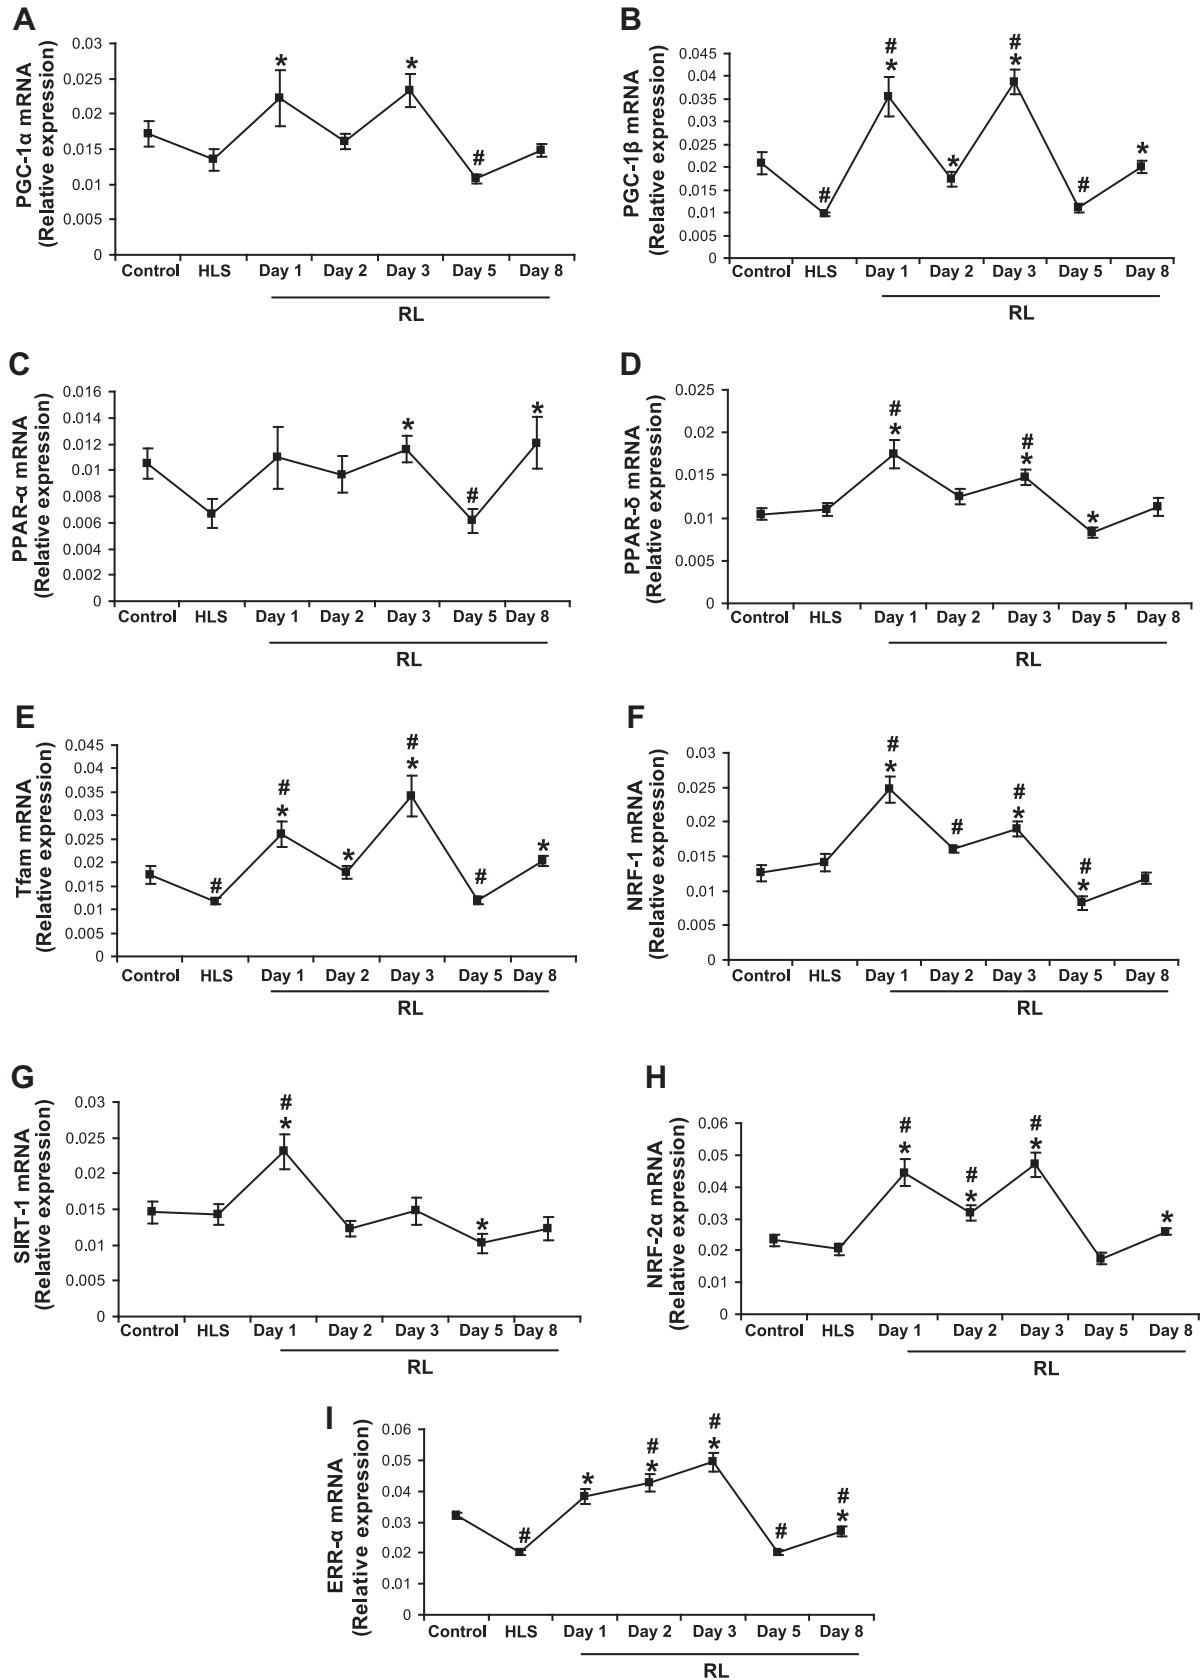 A
PGC-1α mRNA
(Relative expression)
0.03
0.025
0.02
0.015
0.01
0.005
0
*
*
#
Control HLS Day 1 Day 2 Day 3 Day 5 Day 8
RL
B
PGC-1β mRNA
(Relative expression)
0.045
0.04
0.035
0.03
0.025
0.02
0.015
0.01
0.005
0
#
#
*
*
#
*
#
*
Control HLS Day 1 Day 2 Day 3 Day 5 Day 8
RL
C
PPAR-α mRNA
(Relative expression)
0.016
0.014
0.012
0.01
0.008
0.006
0.004
0.002
0
*
#
*
Control HLS Day 1 Day 2 Day 3 Day 5 Day 8
RL
D
PPAR-δ mRNA
(Relative expression)
0.025
0.02
0.015
0.01
0.005
0
#
*
#
*
*
Control HLS Day 1 Day 2 Day 3 Day 5 Day 8
RL
E
Tfam mRNA
(Relative expression)
0.045
0.04
0.035
0.03
0.025
0.02
0.015
0.01
0.005
0
#
#
*
*
#
*
#
*
Control HLS Day 1 Day 2 Day 3 Day 5 Day 8
RL
F
NRF-1 mRNA
(Relative expression)
0.03
0.025
0.02
0.015
0.01
0.005
0
#
*
#
#
*
#
*
Control HLS Day 1 Day 2 Day 3 Day 5 Day 8
RL
G
SIRT-1 mRNA
(Relative expression)
0.03
0.025
0.02
0.015
0.01
0.005
0
#
*
*
Control HLS Day 1 Day 2 Day 3 Day 5 Day 8
RL
H
NRF-2α mRNA
(Relative expression)
0.06
0.05
0.04
0.03
0.02
0.01
0
#
*
#
*
#
*
*
Control HLS Day 1 Day 2 Day 3 Day 5 Day 8
RL
I
ERR-α mRNA
(Relative expression)
0.06
0.05
0.04
0.03
0.02
0.01
0
#
*
#
*
#
*
#
#
*
Control HLS Day 1 Day 2 Day 3 Day 5 Day 8
RL